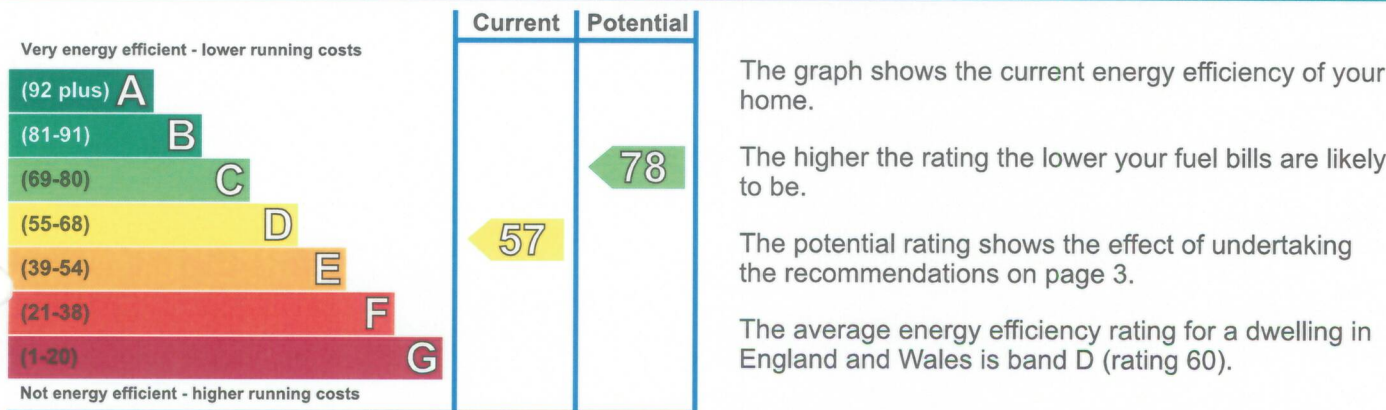 Current Potential
Very energy efficient - lower running costs
(92 plus) A
(81-91) B
(69-80) C
(55-68) D
(39-54) E
(21-38) F
(1-20) G
Not energy efficient - higher running costs
57
78
The graph shows the current energy efficiency of your
home.
The higher the rating the lower your fuel bills are likely
to be.
The potential rating shows the effect of undertaking
the recommendations on page 3.
The average energy efficiency rating for a dwelling in
England and Wales is band D (rating 60).